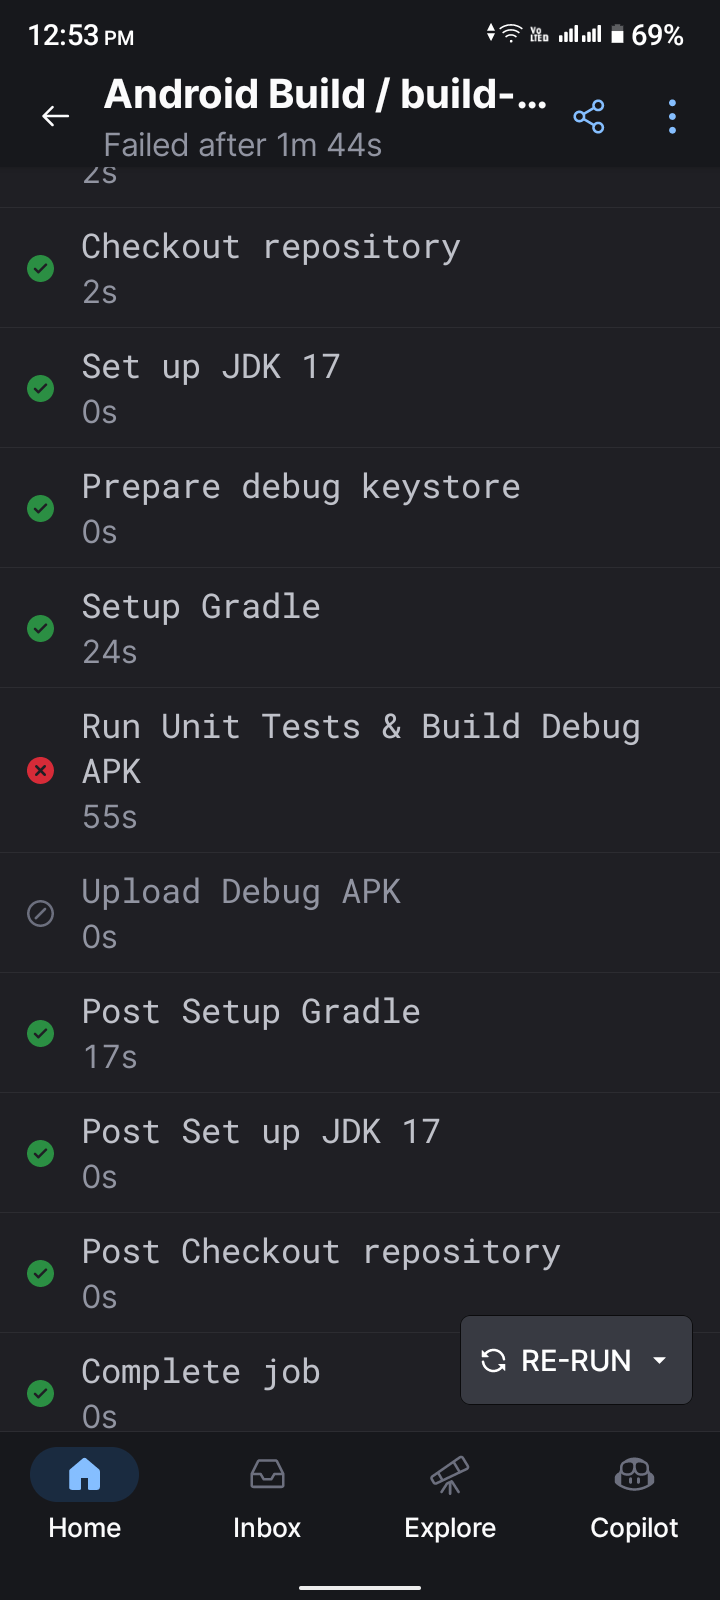 12:53 PM
Vo LTED
69%
Android Build / build-...
Failed after 1m 44s
2s
Checkout repository
2s
Set up JDK 17
0s
Prepare debug keystore
0s
Setup Gradle
24s
Run Unit Tests & Build Debug
APK
55s
Upload Debug APK
0s
Post Setup Gradle
17s
Post Set up JDK 17
0s
Post Checkout repository
0s
Complete job
0s
RE-RUN
Home
Inbox
Explore
Copilot